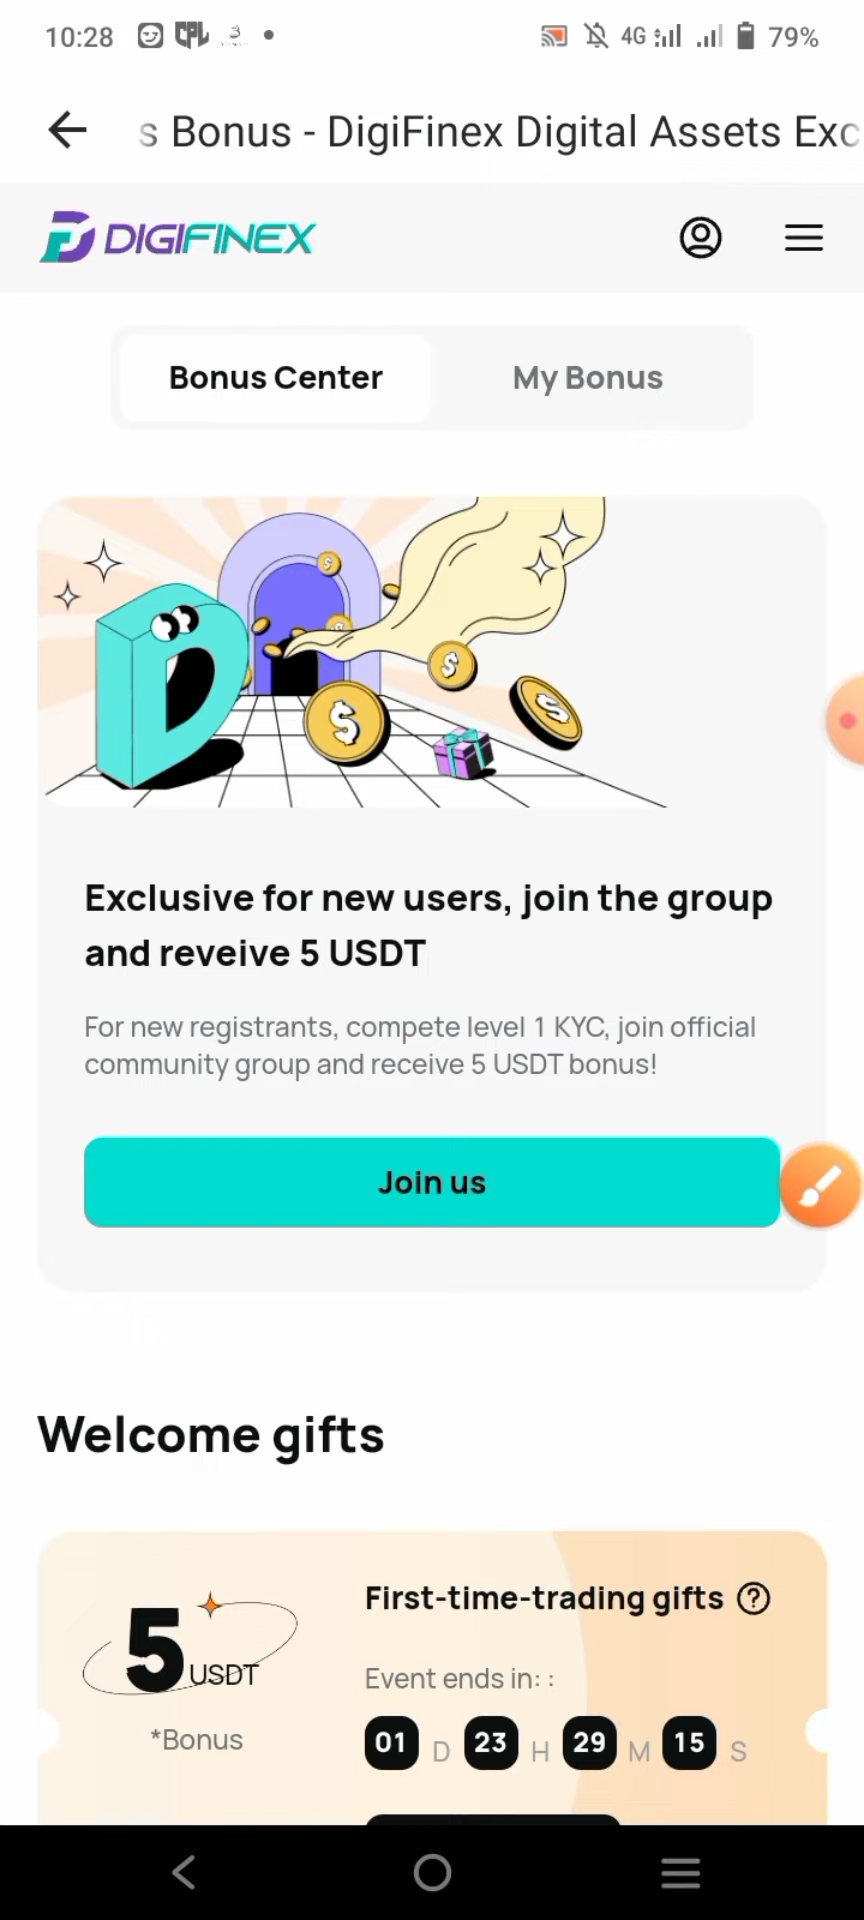 10:28 CPL 4G 79%
s Bonus - DigiFinex Digital Assets Exc
DIGIFINEX
Bonus Center My Bonus
Exclusive for new users, join the group
and reveive 5 USDT
For new registrants, compete level 1 KYC, join official
community group and receive 5 USDT bonus!
Join us
Welcome gifts
First-time-trading gifts ?
5 USDT
Event ends in: :
*Bonus
01 D 23 H 29 M 15 S